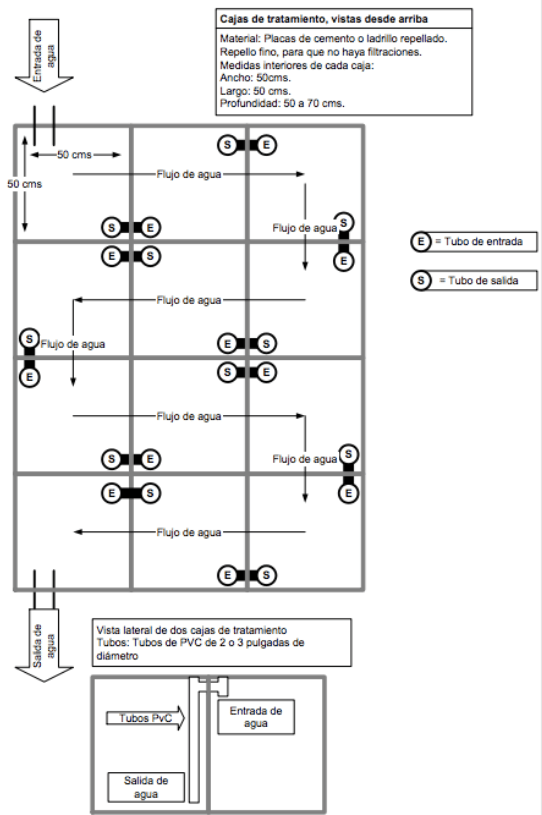 Cajas de tratamiento, vistas desde arriba
Material: Placas de cemento o ladrillo repellado.
Repello fino, para que no haya filtraciones.
Medidas interiores de cada caja:
Ancho: 50cms.
Largo: 50 cms.
Profundidad: 50 a 70 cms.
Entrada de
agua
S E
50 cms
50 cms
Flujo de agua
S E
Flujo de agua
S
E
E = Tubo de entrada
S = Tubo de salida
E S
Flujo de agua
S
E
Flujo de agua
E S
S E
Flujo de agua
S E
Flujo de agua
S
E
E S
Flujo de agua
E S
Salida de
agua
Vista lateral de dos cajas de tratamiento
Tubos: Tubos de PVC de 2 o 3 pulgadas de
diámetro
Tubos PvC
Entrada de
agua
Salida de
agua